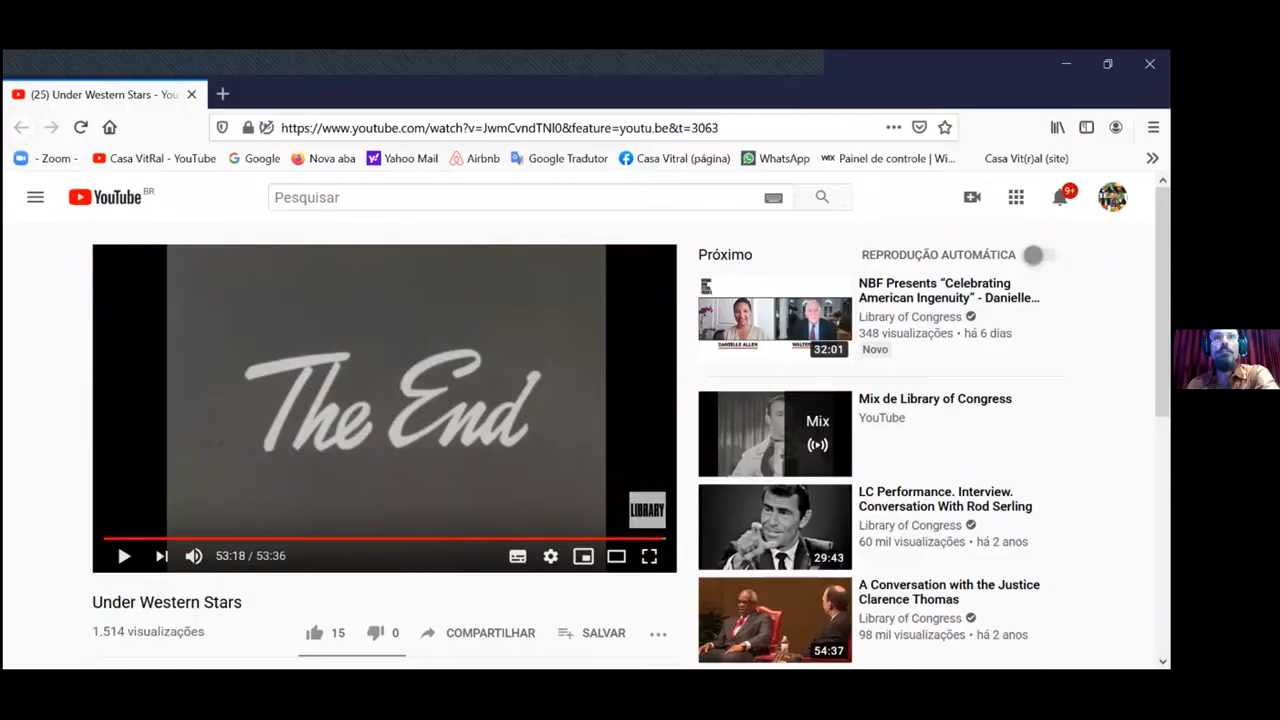 (25) Under Western Stars - You
https://www.youtube.com/watch?v=JwmCvndTNI0&feature=youtu.be&t=3063
- Zoom -
Casa VitRal - YouTube
Google
Nova aba
Yahoo Mail
Airbnb
Google Tradutor
Casa Vitral (página)
WhatsApp
WIX Painel de controle | Wi...
Casa Vit(r)al (site)
YouTube BR
Pesquisar
9+
The End
LIBRARY
53:18 / 53:36
Under Western Stars
1.514 visualizações
15
0
COMPARTILHAR
SALVAR
Próximo
REPRODUÇÃO AUTOMÁTICA
DANIELLE ALLEN
32:01
NBF Presents “Celebrating
American Ingenuity” - Danielle...
Library of Congress
348 visualizações • há 6 dias
Novo
Mix
Mix de Library of Congress
YouTube
29:43
LC Performance. Interview.
Conversation With Rod Serling
Library of Congress
60 mil visualizações • há 2 anos
54:37
A Conversation with the Justice
Clarence Thomas
Library of Congress
98 mil visualizações • há 2 anos